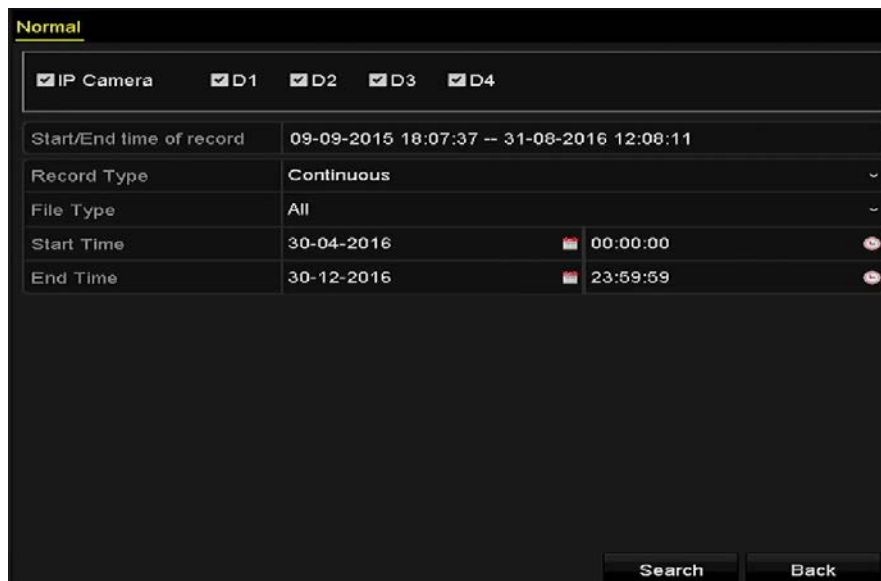 Normal
IP Camera D1 D2 D3 D4
Start/End time of record 09-09-2015 18:07:37 -- 31-08-2016 12:08:11
Record Type Continuous
File Type All
Start Time 30-04-2016 00:00:00
End Time 30-12-2016 23:59:59
Search Back